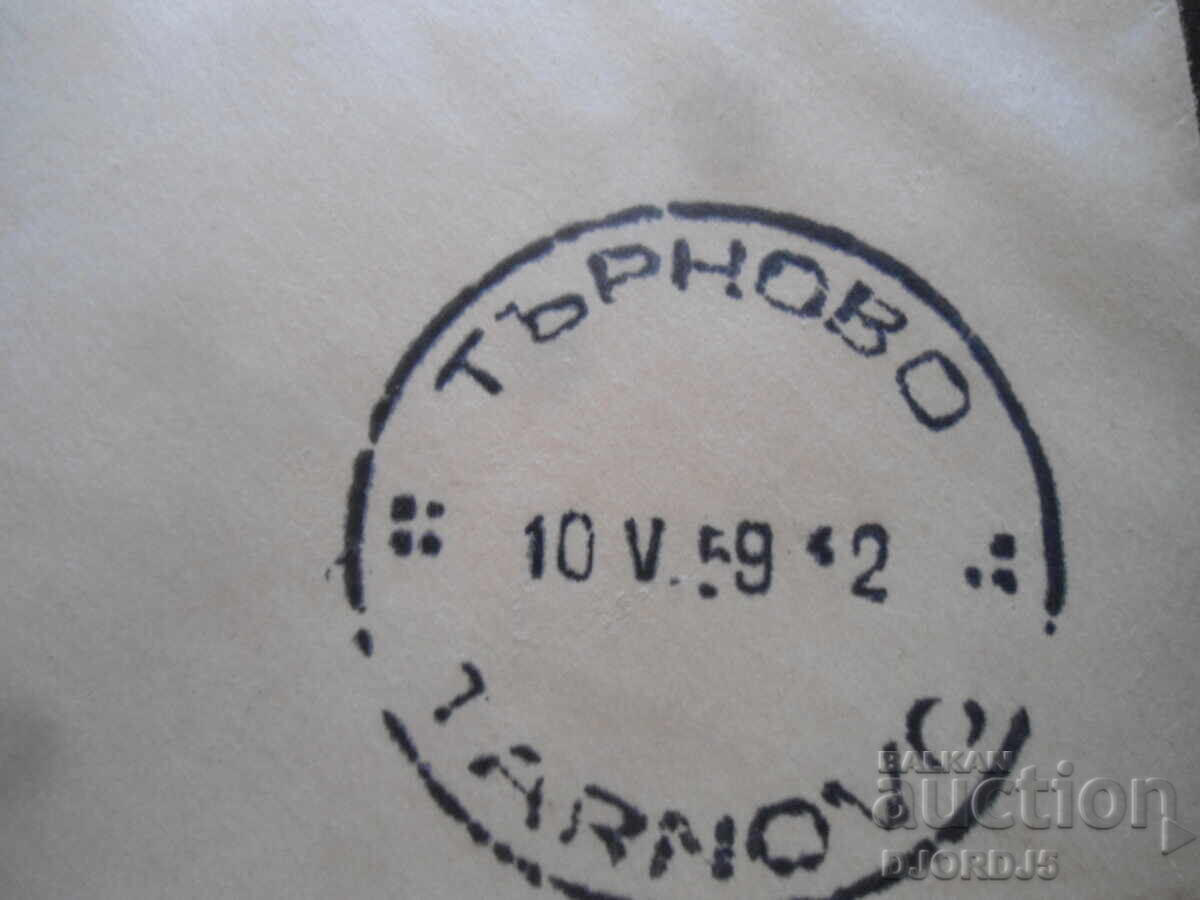 ТЪРНОВО
10 V. 59 12
TARNOVO
BALKAN
auction
DJORDJ5